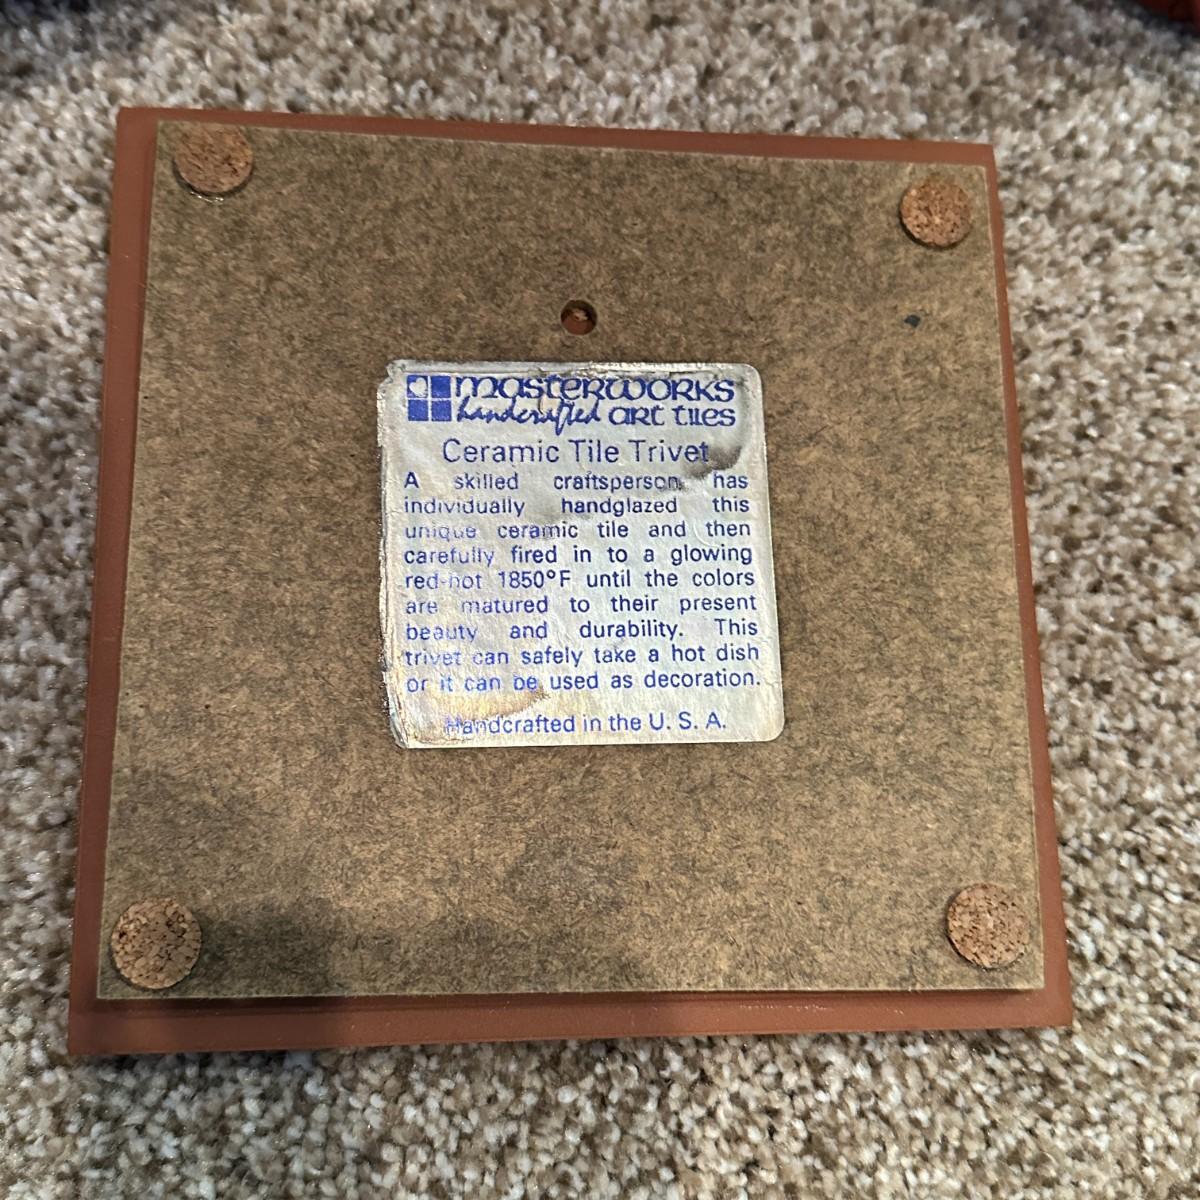 masterworks
handcrafted art tiles
Ceramic Tile Trivet
A skilled craftsperson has
individually handglazed this
unique ceramic tile and then
carefully fired in to a glowing
red-hot 1850°F until the colors
are matured to their present
beauty and durability. This
trivet can safely take a hot dish
or it can be used as decoration.
Handcrafted in the U. S. A.